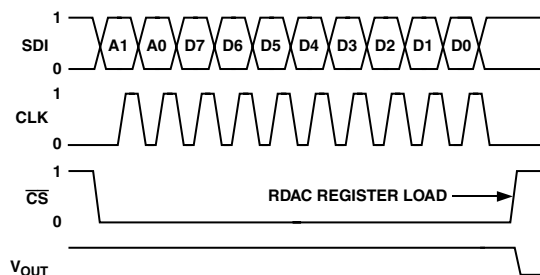 1
SDI A1 A0 D7 D6 D5 D4 D3 D2 D1 D0
0
1
CLK
0
1
CS RDAC REGISTER LOAD
0
VOUT